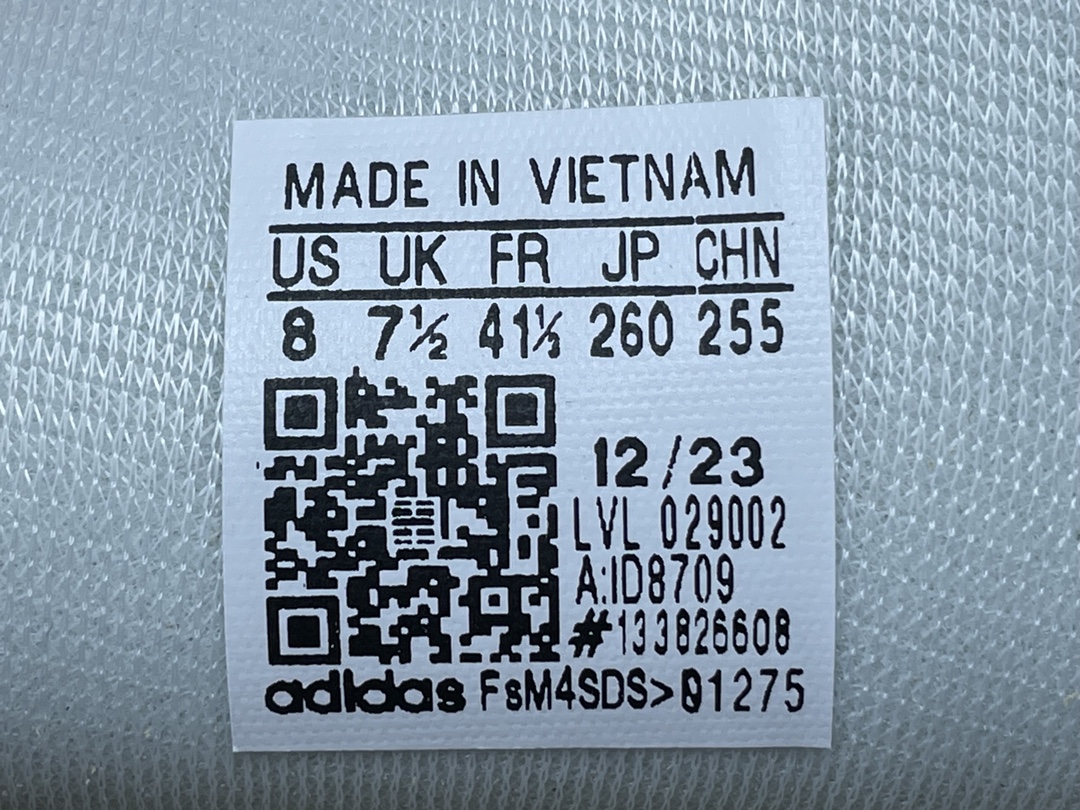 MADE IN VIETNAM
US UK FR JP CHN
8 7½ 41⅓ 260 255
12/23
LVL 029002
A:ID8709
#133826608
adidas FsM4SDS>01275